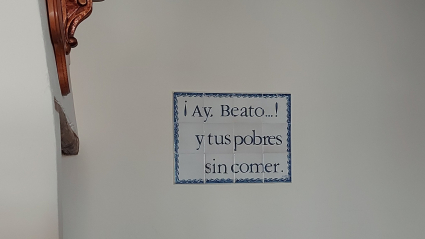 ¡Ay. Beato...!
y tus pobres
sin comer.